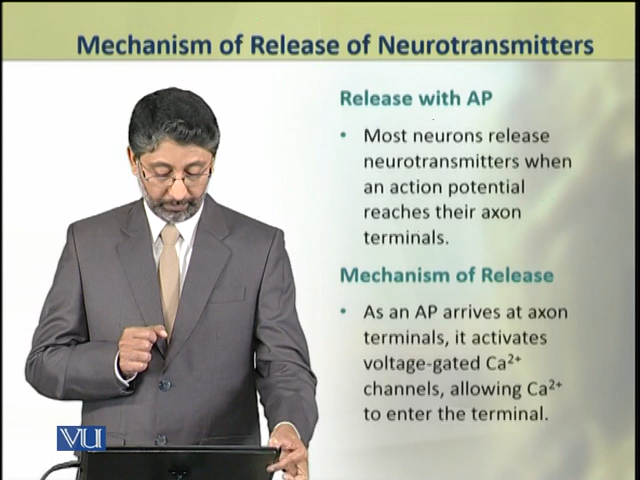 Mechanism of Release of Neurotransmitters
Release with AP
• Most neurons release
neurotransmitters when
an action potential
reaches their axon
terminals.
Mechanism of Release
• As an AP arrives at axon
terminals, it activates
voltage-gated Ca²⁺
channels, allowing Ca²⁺
to enter the terminal.
VU